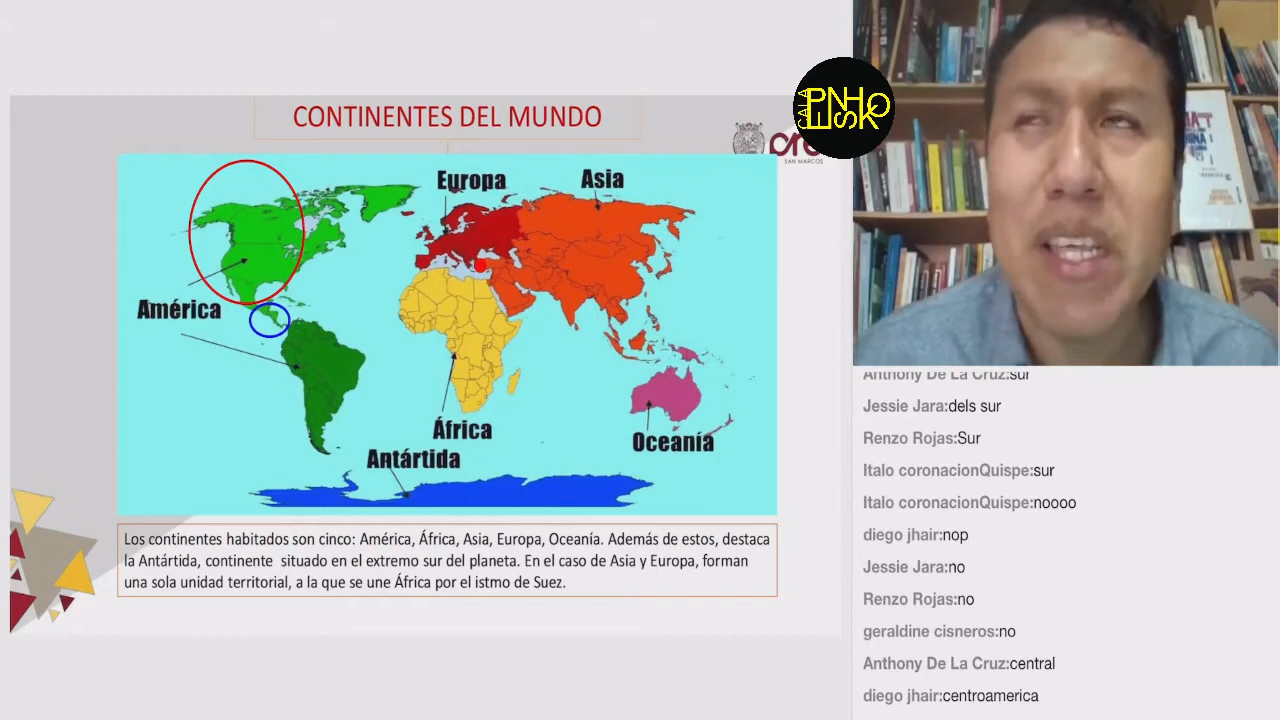 CONTINENTES DEL MUNDO
SAN MARCOS
Europa
Asia
América
África
Oceanía
Antártida
Los continentes habitados son cinco: América, África, Asia, Europa, Oceanía. Además de estos, destaca
la Antártida, continente situado en el extremo sur del planeta. En el caso de Asia y Europa, forman
una sola unidad territorial, a la que se une África por el istmo de Suez.
Anthony De La Cruz:sur
Jessie Jara:dels sur
Renzo Rojas:Sur
Italo coronacionQuispe:sur
Italo coronacionQuispe:noooo
diego jhair:nop
Jessie Jara:no
Renzo Rojas:no
geraldine cisneros:no
Anthony De La Cruz:central
diego jhair:centroamerica